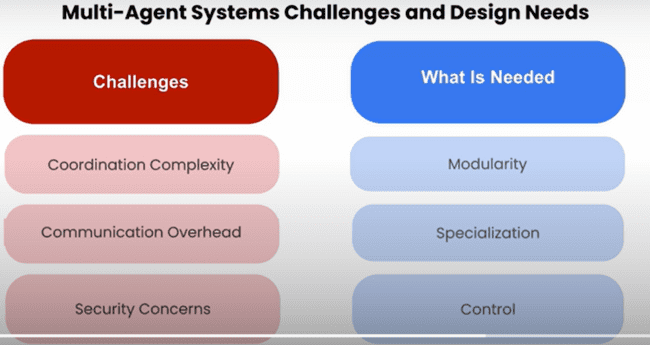 Multi-Agent Systems Challenges and Design Needs
Challenges
What Is Needed
Coordination Complexity
Modularity
Communication Overhead
Specialization
Security Concerns
Control